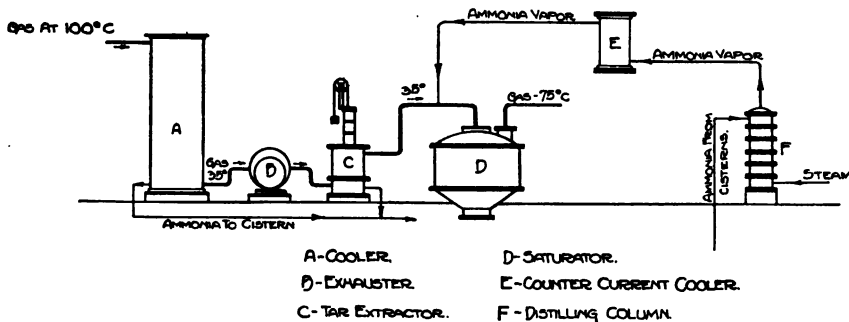 GAS AT 100°C
AMMONIA VAPOR
E
AMMONIA VAPOR
A
35°
GAS-75°C
GAS
35°
B
C
D
AMMONIA FROM
CISTERNS.
F
STEAM
AMMONIA TO CISTERN
A-COOLER.
D-SATURATOR.
B-EXHAUSTER.
E-COUNTER CURRENT COOLER.
C-TAR EXTRACTOR.
F-DISTILLING COLUMN.